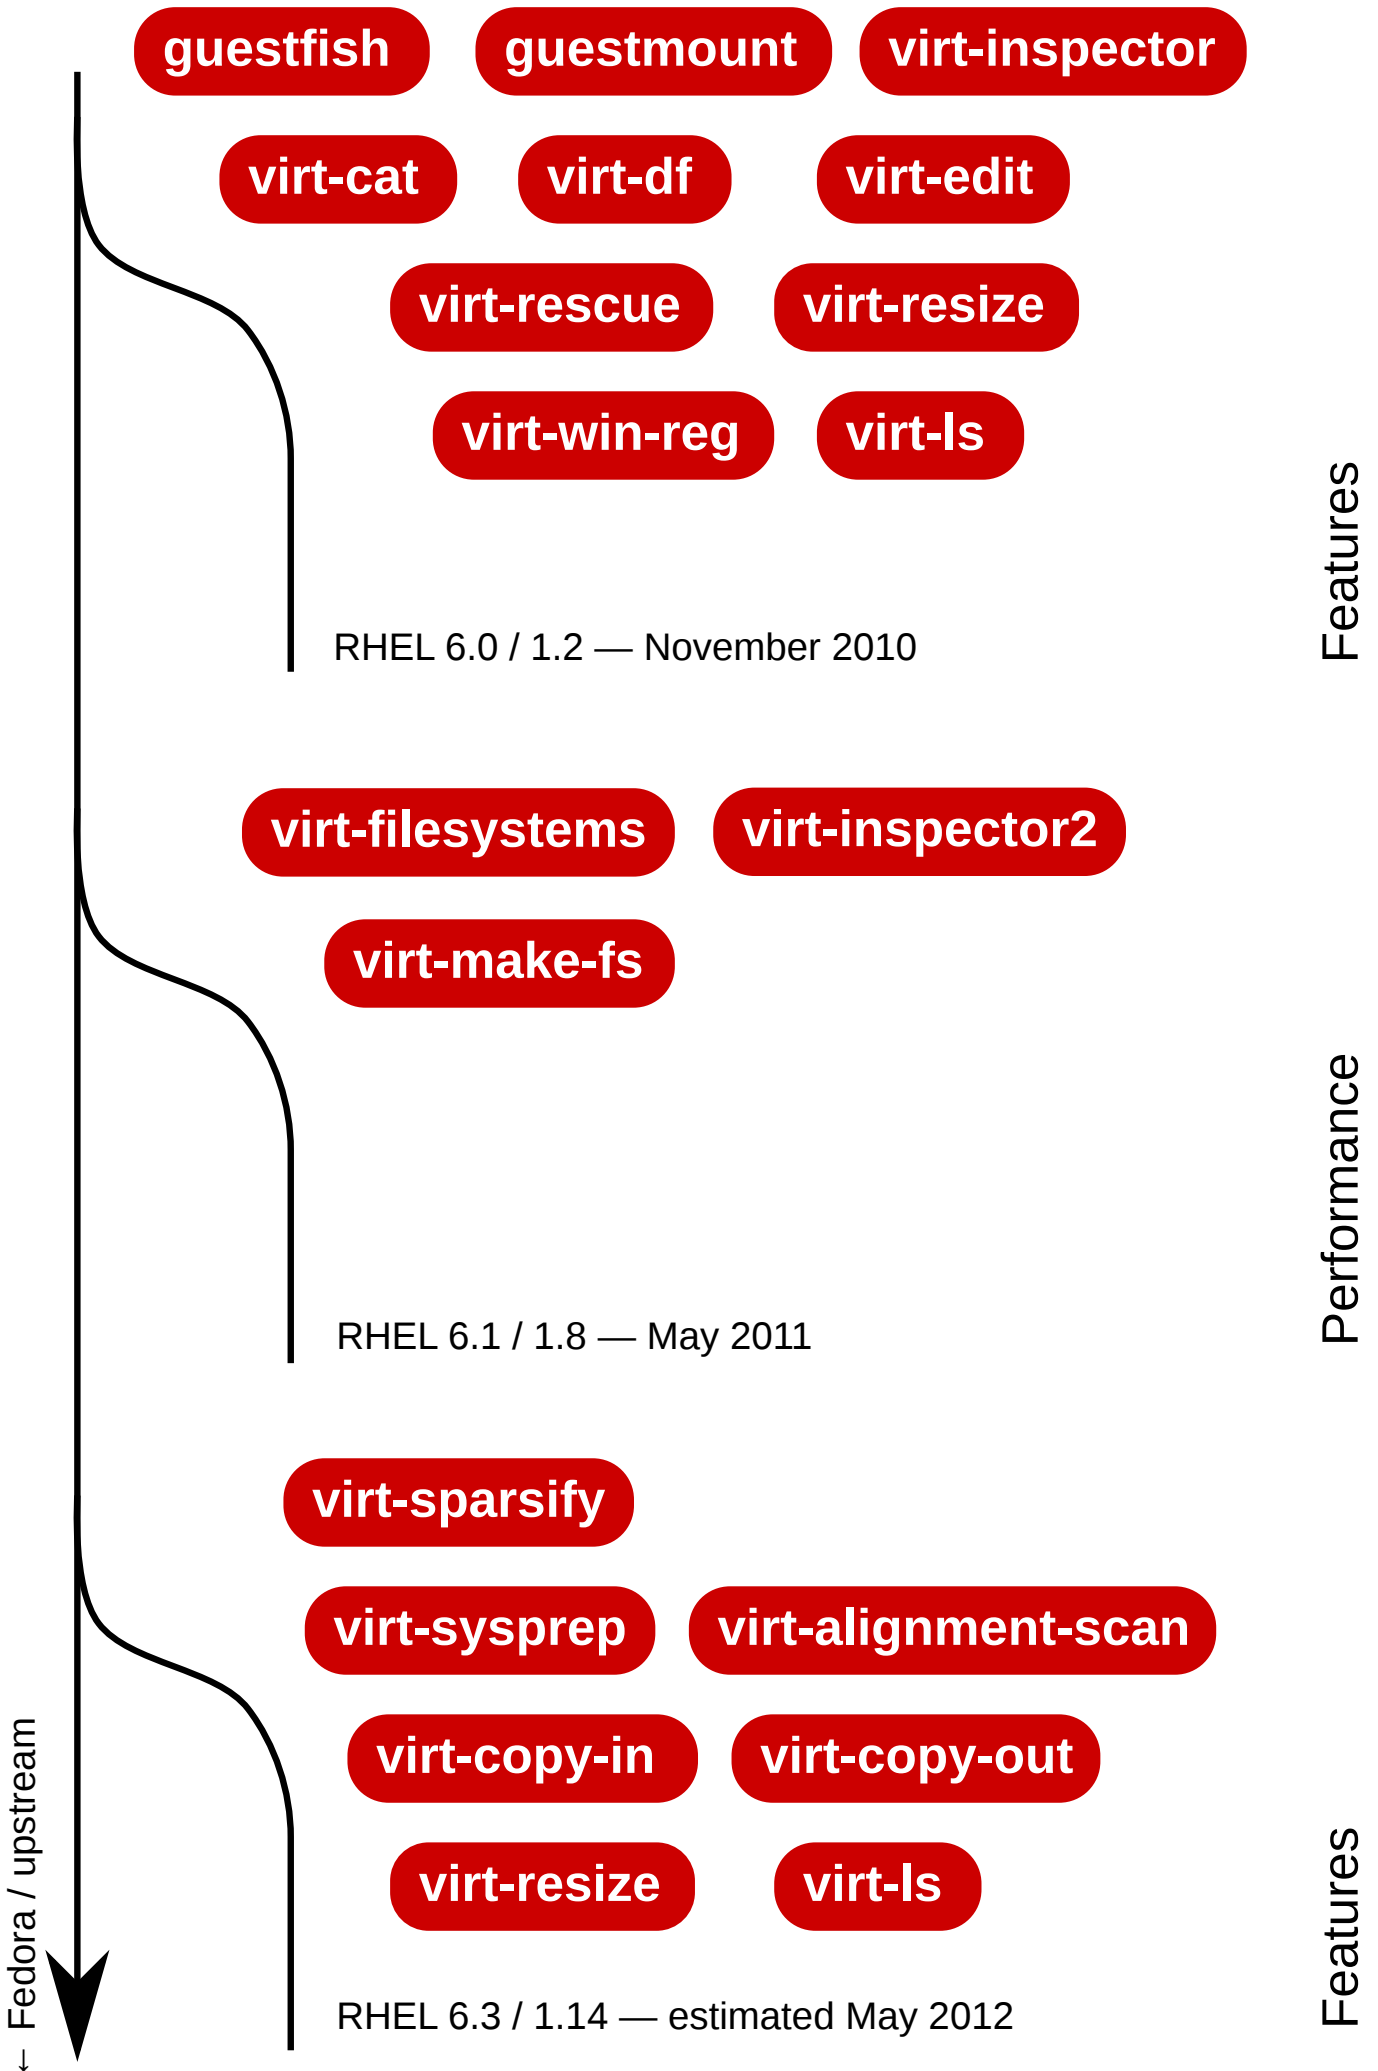 guestfish guestmount virt-inspector
virt-cat virt-df virt-edit
virt-rescue virt-resize
virt-win-reg virt-ls
Features
RHEL 6.0 / 1.2 — November 2010
virt-filesystems virt-inspector2
virt-make-fs
Performance
RHEL 6.1 / 1.8 — May 2011
virt-sparsify
virt-sysprep virt-alignment-scan
virt-copy-in virt-copy-out
virt-resize virt-ls
Features
RHEL 6.3 / 1.14 — estimated May 2012
← Fedora / upstream